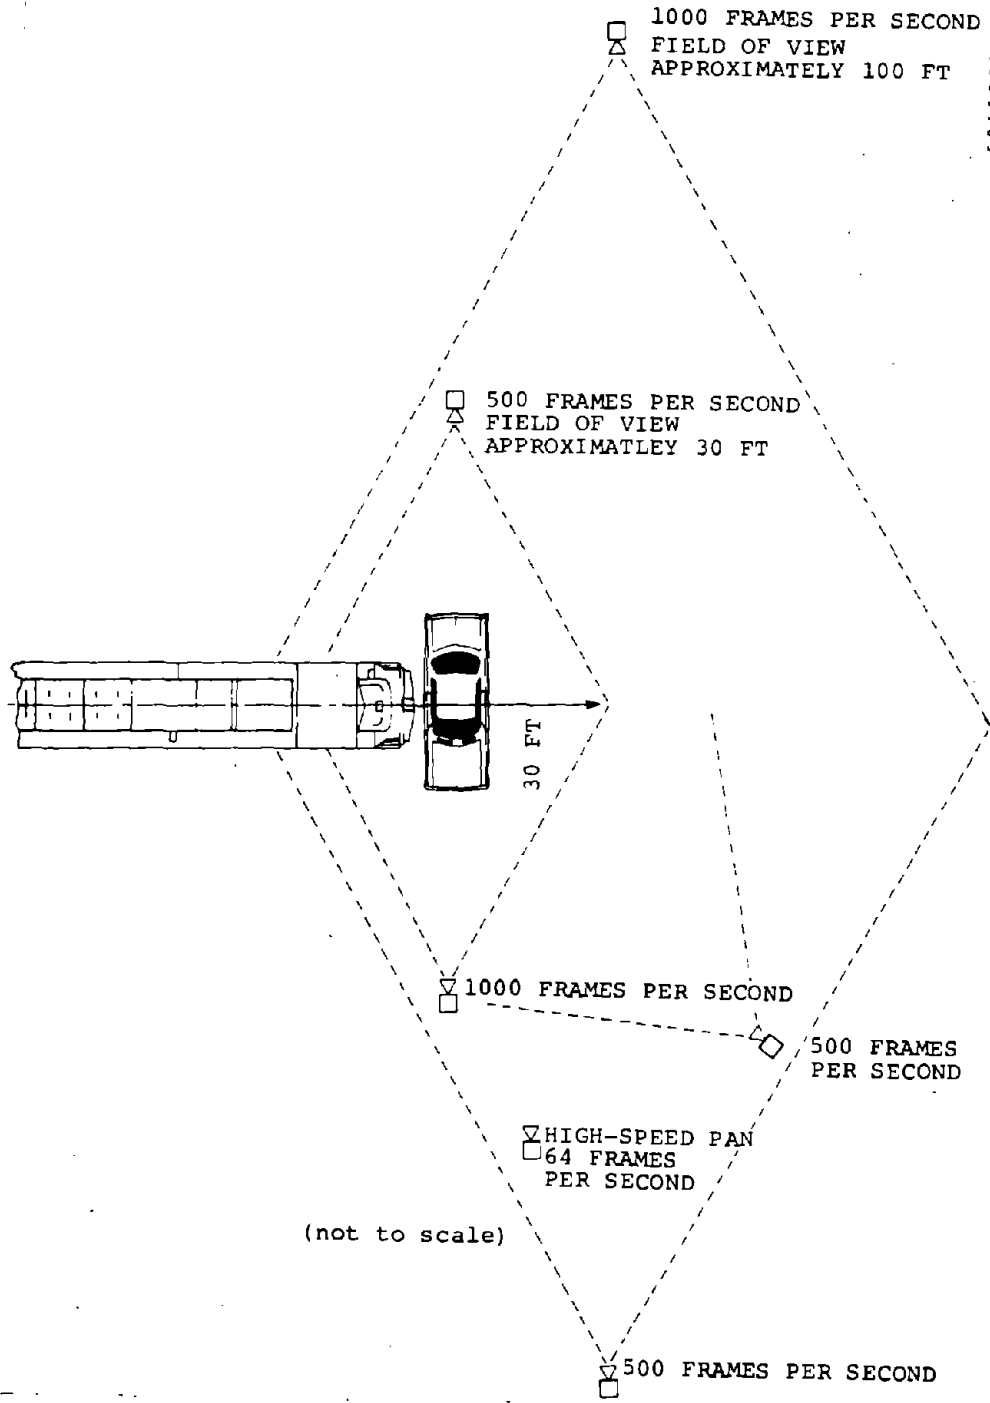 1000 FRAMES PER SECOND
FIELD OF VIEW
APPROXIMATELY 100 FT
500 FRAMES PER SECOND
FIELD OF VIEW
APPROXIMATLEY 30 FT
30 FT
1000 FRAMES PER SECOND
500 FRAMES
PER SECOND
HIGH-SPEED PAN
64 FRAMES
PER SECOND
(not to scale)
500 FRAMES PER SECOND